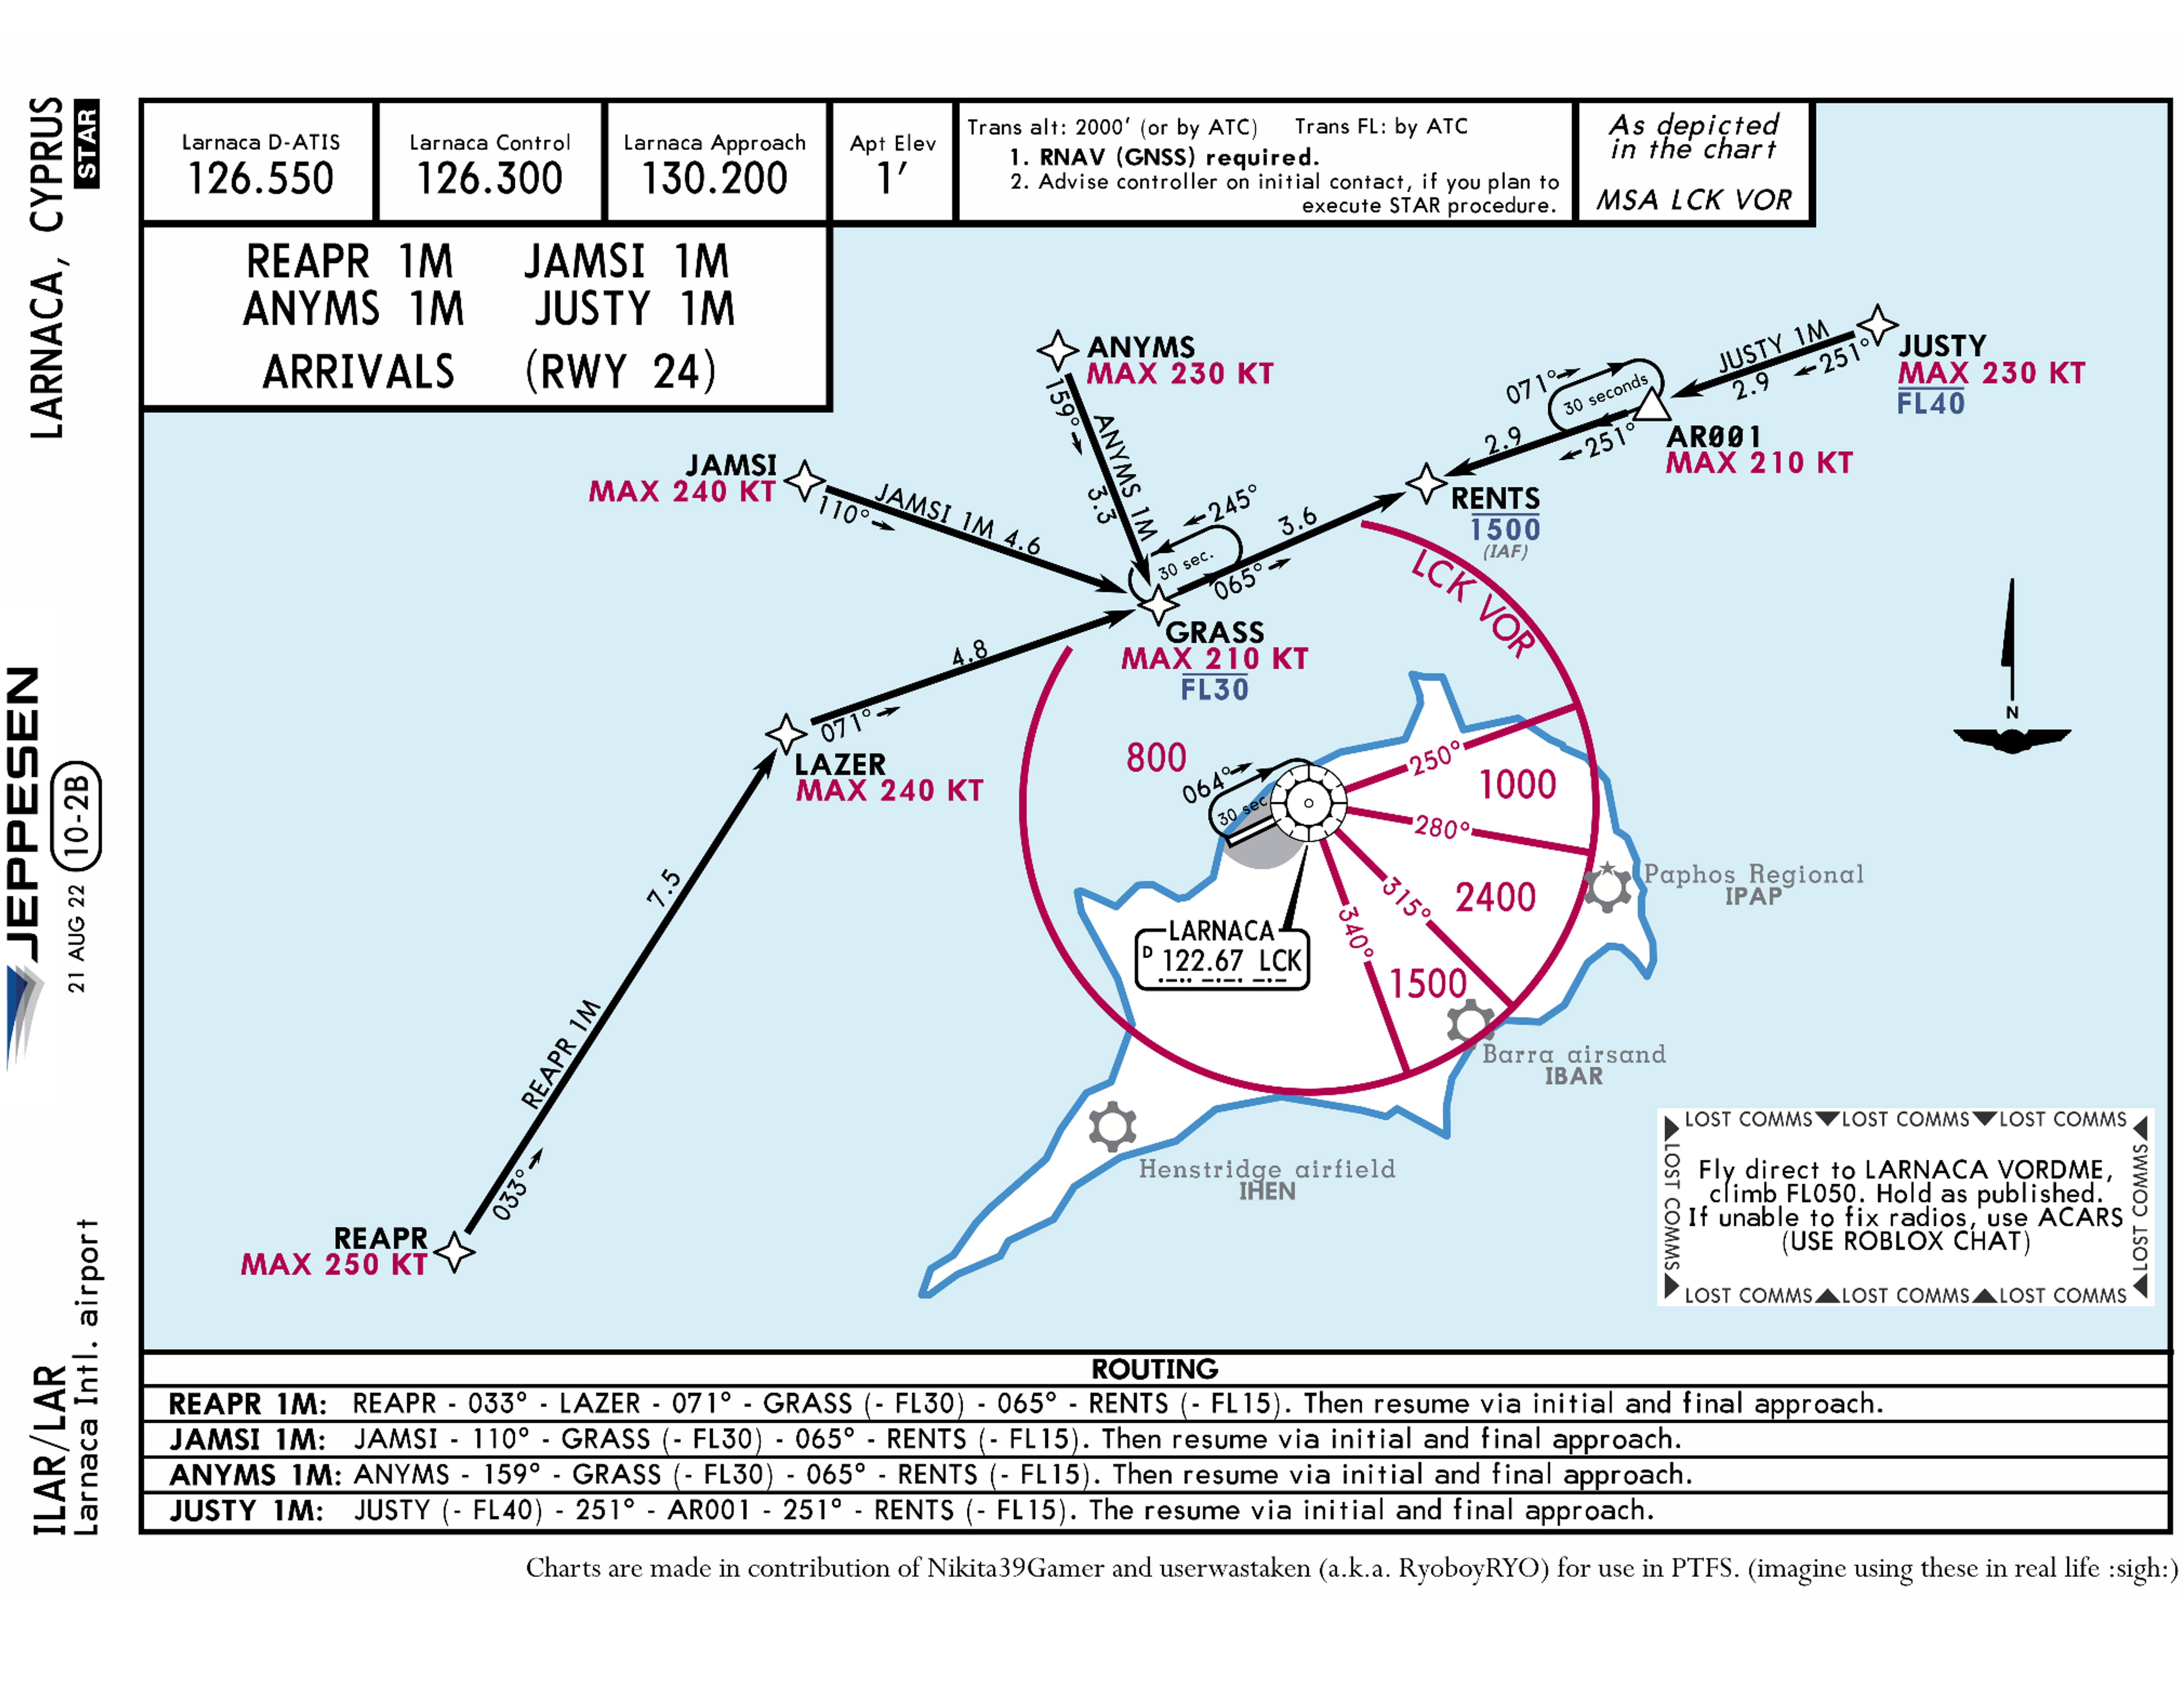 LARNACA, CYPRUS
STAR
JEPPESEN
21 AUG 22
10-2B
ILAR/LAR
Larnaca Intl. airport
Larnaca D-ATIS
126.550
Larnaca Control
126.300
Larnaca Approach
130.200
Apt Elev
1'
Trans alt: 2000' (or by ATC) Trans FL: by ATC
1. RNAV (GNSS) required.
2. Advise controller on initial contact, if you plan to
execute STAR procedure.
As depicted
in the chart
MSA LCK VOR
REAPR 1M JAMSI 1M
ANYMS 1M JUSTY 1M
ARRIVALS (RWY 24)
ANYMS
MAX 230 KT
159°
ANYMS 1M
3.3
JUSTY
MAX 230 KT
FL40
JUSTY 1M
2.9
251°
071°
30 seconds
AR001
MAX 210 KT
2.9
251°
JAMSI
MAX 240 KT
110°
JAMSI 1M 4.6
RENTS
1500
(IAF)
245°
30 sec.
3.6
065°
GRASS
MAX 210 KT
FL30
LCK VOR
4.8
071°
LAZER
MAX 240 KT
800
064°
30 sec
250°
1000
280°
2400
315°
340°
1500
Paphos Regional
IPAP
LARNACA
D 122.67 LCK
Barra airsand
IBAR
Henstridge airfield
IHEN
7.5
REAPR 1M
033°
REAPR
MAX 250 KT
N
LOST COMMS LOST COMMS LOST COMMS
LOST COMMS
Fly direct to LARNACA VORDME,
climb FL050. Hold as published.
If unable to fix radios, use ACARS
(USE ROBLOX CHAT)
LOST COMMS
LOST COMMS LOST COMMS LOST COMMS
ROUTING
REAPR 1M: REAPR - 033° - LAZER - 071° - GRASS (- FL30) - 065° - RENTS (- FL15). Then resume via initial and final approach.
JAMSI 1M: JAMSI - 110° - GRASS (- FL30) - 065° - RENTS (- FL15). Then resume via initial and final approach.
ANYMS 1M: ANYMS - 159° - GRASS (- FL30) - 065° - RENTS (- FL15). Then resume via initial and final approach.
JUSTY 1M: JUSTY (- FL40) - 251° - AR001 - 251° - RENTS (- FL15). The resume via initial and final approach.
Charts are made in contribution of Nikita39Gamer and userwastaken (a.k.a. RyoboyRYO) for use in PTFS. (imagine using these in real life :sigh:)